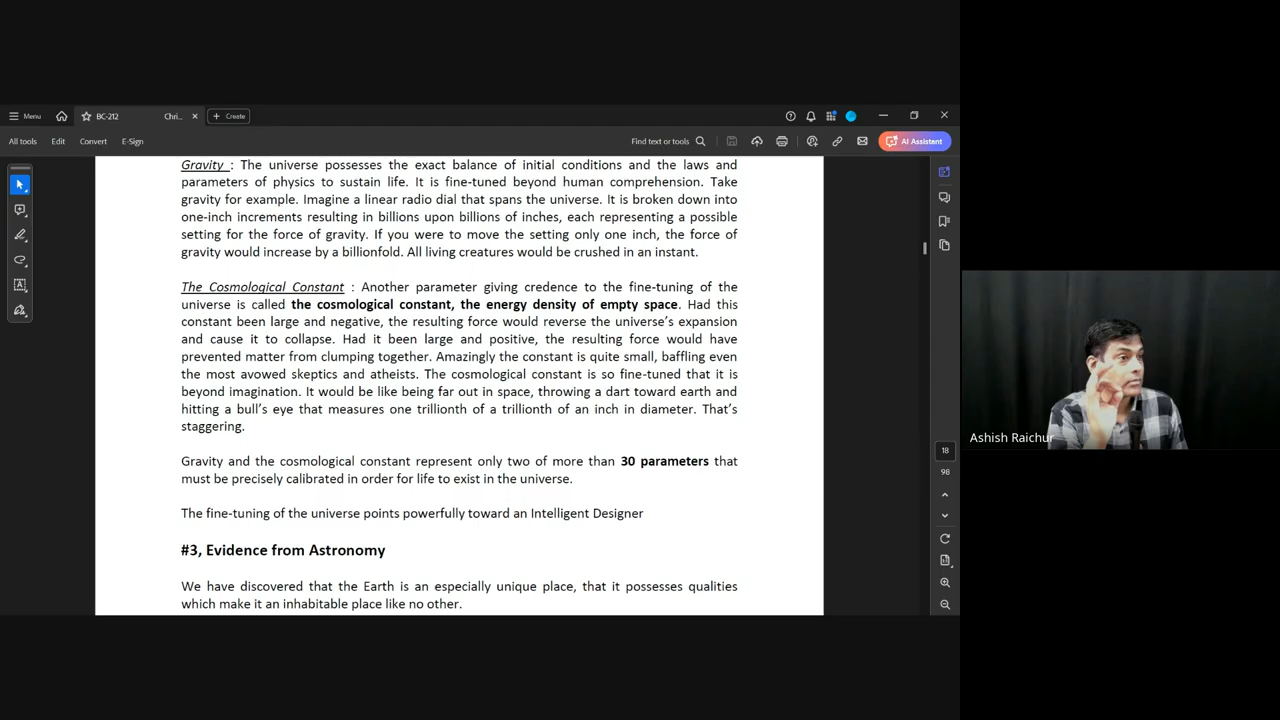 Menu
BC-212
Chri...
Create
All tools
Edit
Convert
E-Sign
Find text or tools
AI Assistant
Gravity : The universe possesses the exact balance of initial conditions and the laws and
parameters of physics to sustain life. It is fine-tuned beyond human comprehension. Take
gravity for example. Imagine a linear radio dial that spans the universe. It is broken down into
one-inch increments resulting in billions upon billions of inches, each representing a possible
setting for the force of gravity. If you were to move the setting only one inch, the force of
gravity would increase by a billionfold. All living creatures would be crushed in an instant.
The Cosmological Constant : Another parameter giving credence to the fine-tuning of the
universe is called the cosmological constant, the energy density of empty space. Had this
constant been large and negative, the resulting force would reverse the universe's expansion
and cause it to collapse. Had it been large and positive, the resulting force would have
prevented matter from clumping together. Amazingly the constant is quite small, baffling even
the most avowed skeptics and atheists. The cosmological constant is so fine-tuned that it is
beyond imagination. It would be like being far out in space, throwing a dart toward earth and
hitting a bull's eye that measures one trillionth of a trillionth of an inch in diameter. That's
staggering.
Gravity and the cosmological constant represent only two of more than 30 parameters that
must be precisely calibrated in order for life to exist in the universe.
The fine-tuning of the universe points powerfully toward an Intelligent Designer
#3, Evidence from Astronomy
We have discovered that the Earth is an especially unique place, that it possesses qualities
which make it an inhabitable place like no other.
18
98
Ashish Raichur